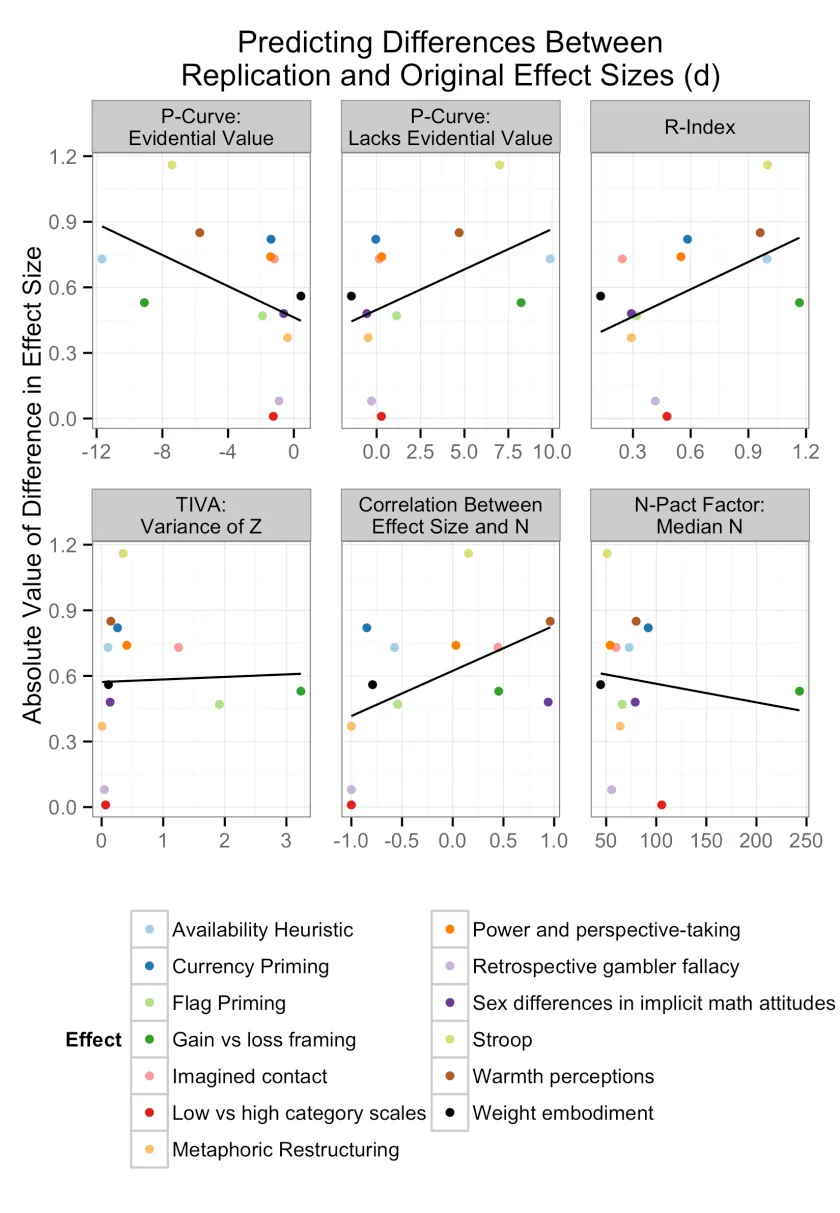 Predicting Differences Between
Replication and Original Effect Sizes (d)
P-Curve:
Evidential Value
P-Curve:
Lacks Evidential Value
R-Index
Absolute Value of Difference in Effect Size
1.2
0.9
0.6
0.3
0.0
-12 -8 -4 0
0.0 2.5 5.0 7.5 10.0
0.3 0.6 0.9 1.2
TIVA:
Variance of Z
Correlation Between
Effect Size and N
N-Pact Factor:
Median N
1.2
0.9
0.6
0.3
0.0
0 1 2 3
-1.0 -0.5 0.0 0.5 1.0
50 100 150 200 250
Effect
Availability Heuristic
Currency Priming
Flag Priming
Gain vs loss framing
Imagined contact
Low vs high category scales
Metaphoric Restructuring
Power and perspective-taking
Retrospective gambler fallacy
Sex differences in implicit math attitudes
Stroop
Warmth perceptions
Weight embodiment